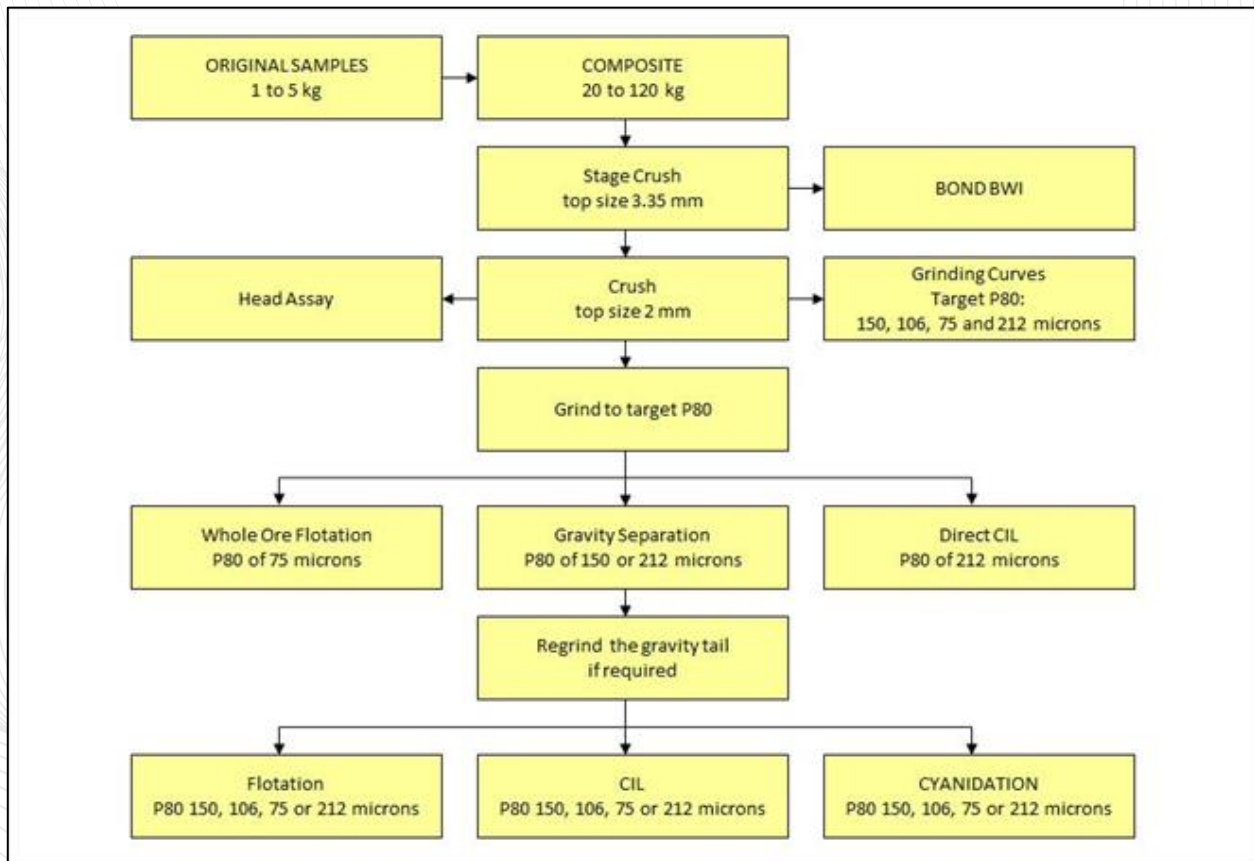 ORIGINAL SAMPLES
1 to 5 kg
COMPOSITE
20 to 120 kg
Stage Crush
top size 3.35 mm
BOND BWI
Head Assay
Crush
top size 2 mm
Grinding Curves
Target P80:
150, 106, 75 and 212 microns
Grind to target P80
Whole Ore Flotation
P80 of 75 microns
Gravity Separation
P80 of 150 or 212 microns
Direct CIL
P80 of 212 microns
Regrind the gravity tail
if required
Flotation
P80 150, 106, 75 or 212 microns
CIL
P80 150, 106, 75 or 212 microns
CYANIDATION
P80 150, 106, 75 or 212 microns